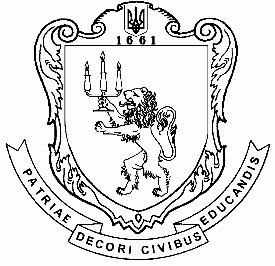 1661
PATRIAE
DECORI CIVIBUS
EDUCANDIS